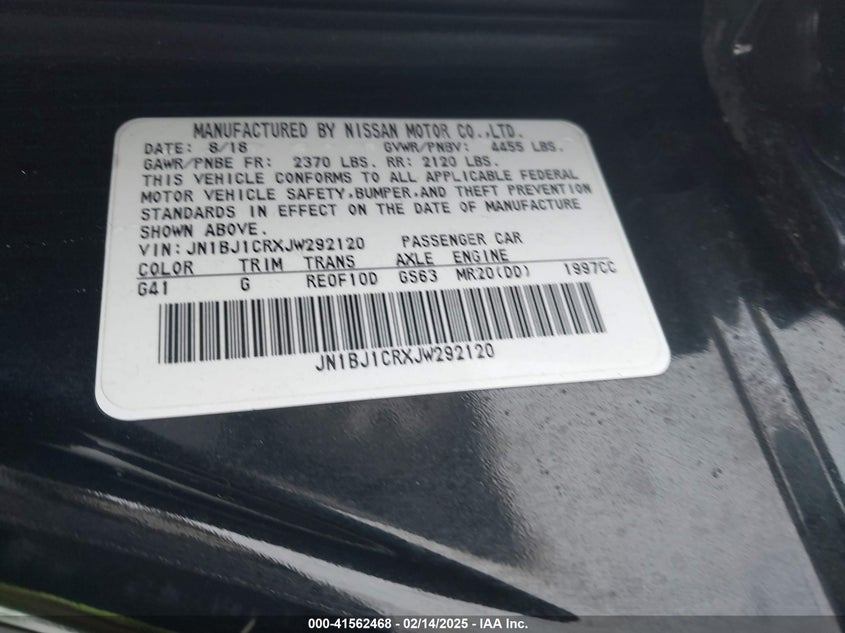 MANUFACTURED BY NISSAN MOTOR CO.,LTD.
DATE: 8/18 GVWR/PNBV: 4455 LBS.
GAWR/PNBE FR: 2370 LBS. RR: 2120 LBS.
THIS VEHICLE CONFORMS TO ALL APPLICABLE FEDERAL
MOTOR VEHICLE SAFETY,BUMPER,AND THEFT PREVENTION
STANDARDS IN EFFECT ON THE DATE OF MANUFACTURE
SHOWN ABOVE.
VIN: JN1BJ1CRXJW292120 PASSENGER CAR
COLOR TRIM TRANS AXLE ENGINE
G41 G RE0F10D GS63 MR20(DD) 1997CC
JN1BJ1CRXJW292120
000-41562468 - 02/14/2025 - IAA Inc.